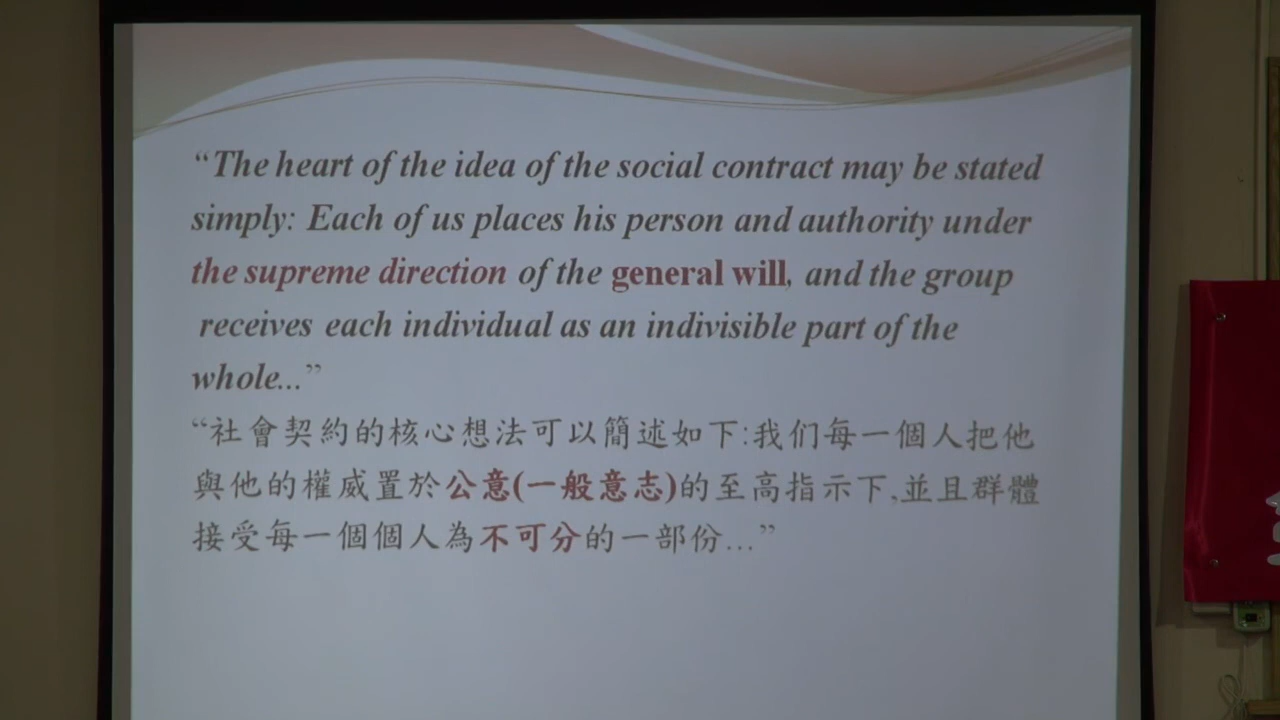 “The heart of the idea of the social contract may be stated
simply: Each of us places his person and authority under
the supreme direction of the general will, and the group
receives each individual as an indivisible part of the
whole...”
“社會契約的核心想法可以簡述如下:我们每一個人把他
與他的權威置於公意(一般意志)的至高指示下,並且群體
接受每一個個人為不可分的一部份...”